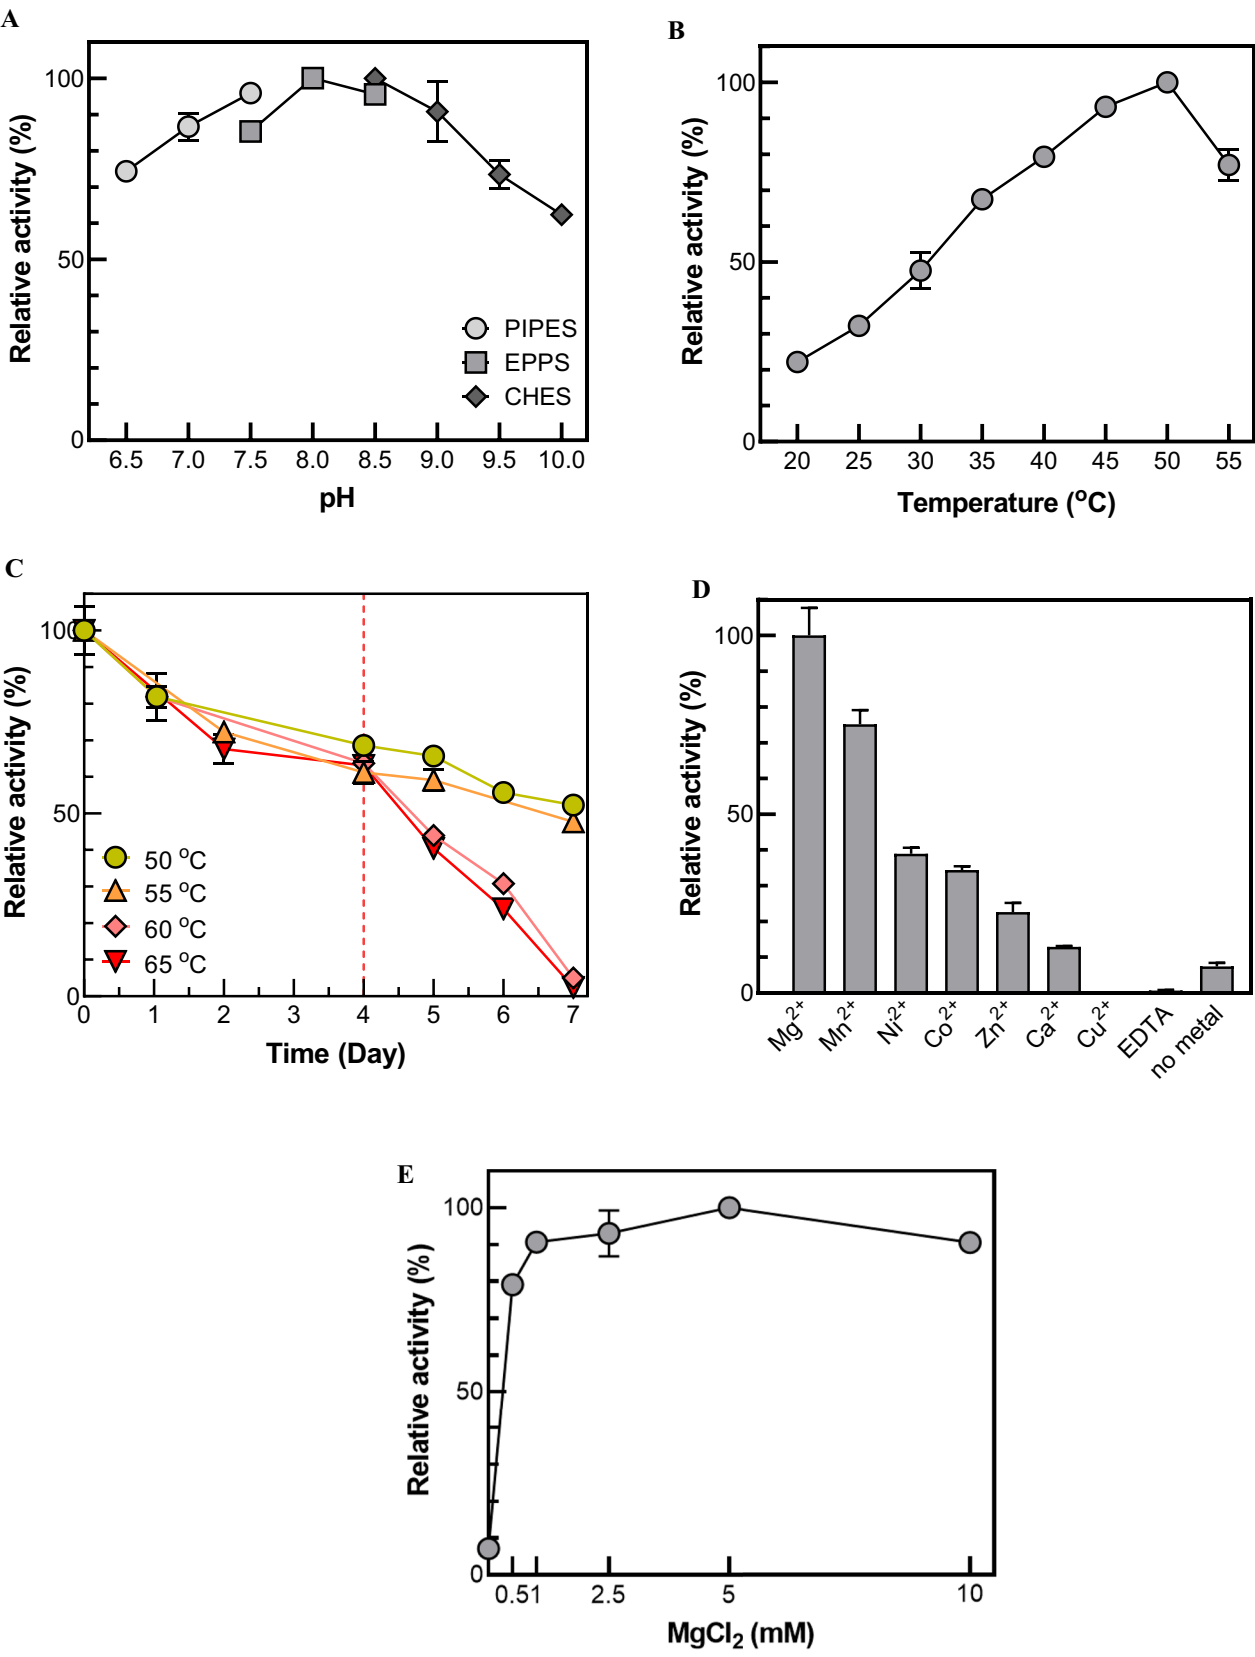 A
Relative activity (%)
100
50
0
PIPES
EPPS
CHES
6.5 7.0 7.5 8.0 8.5 9.0 9.5 10.0
pH
B
Relative activity (%)
100
50
0
20 25 30 35 40 45 50 55
Temperature (°C)
C
Relative activity (%)
100
50
0
50 °C
55 °C
60 °C
65 °C
0 1 2 3 4 5 6 7
Time (Day)
D
Relative activity (%)
100
50
0
Mg²⁺ Mn²⁺ Ni²⁺ Co²⁺ Zn²⁺ Ca²⁺ Cu²⁺ EDTA no metal
E
Relative activity (%)
100
50
0
0.5 1 2.5 5 10
MgCl₂ (mM)